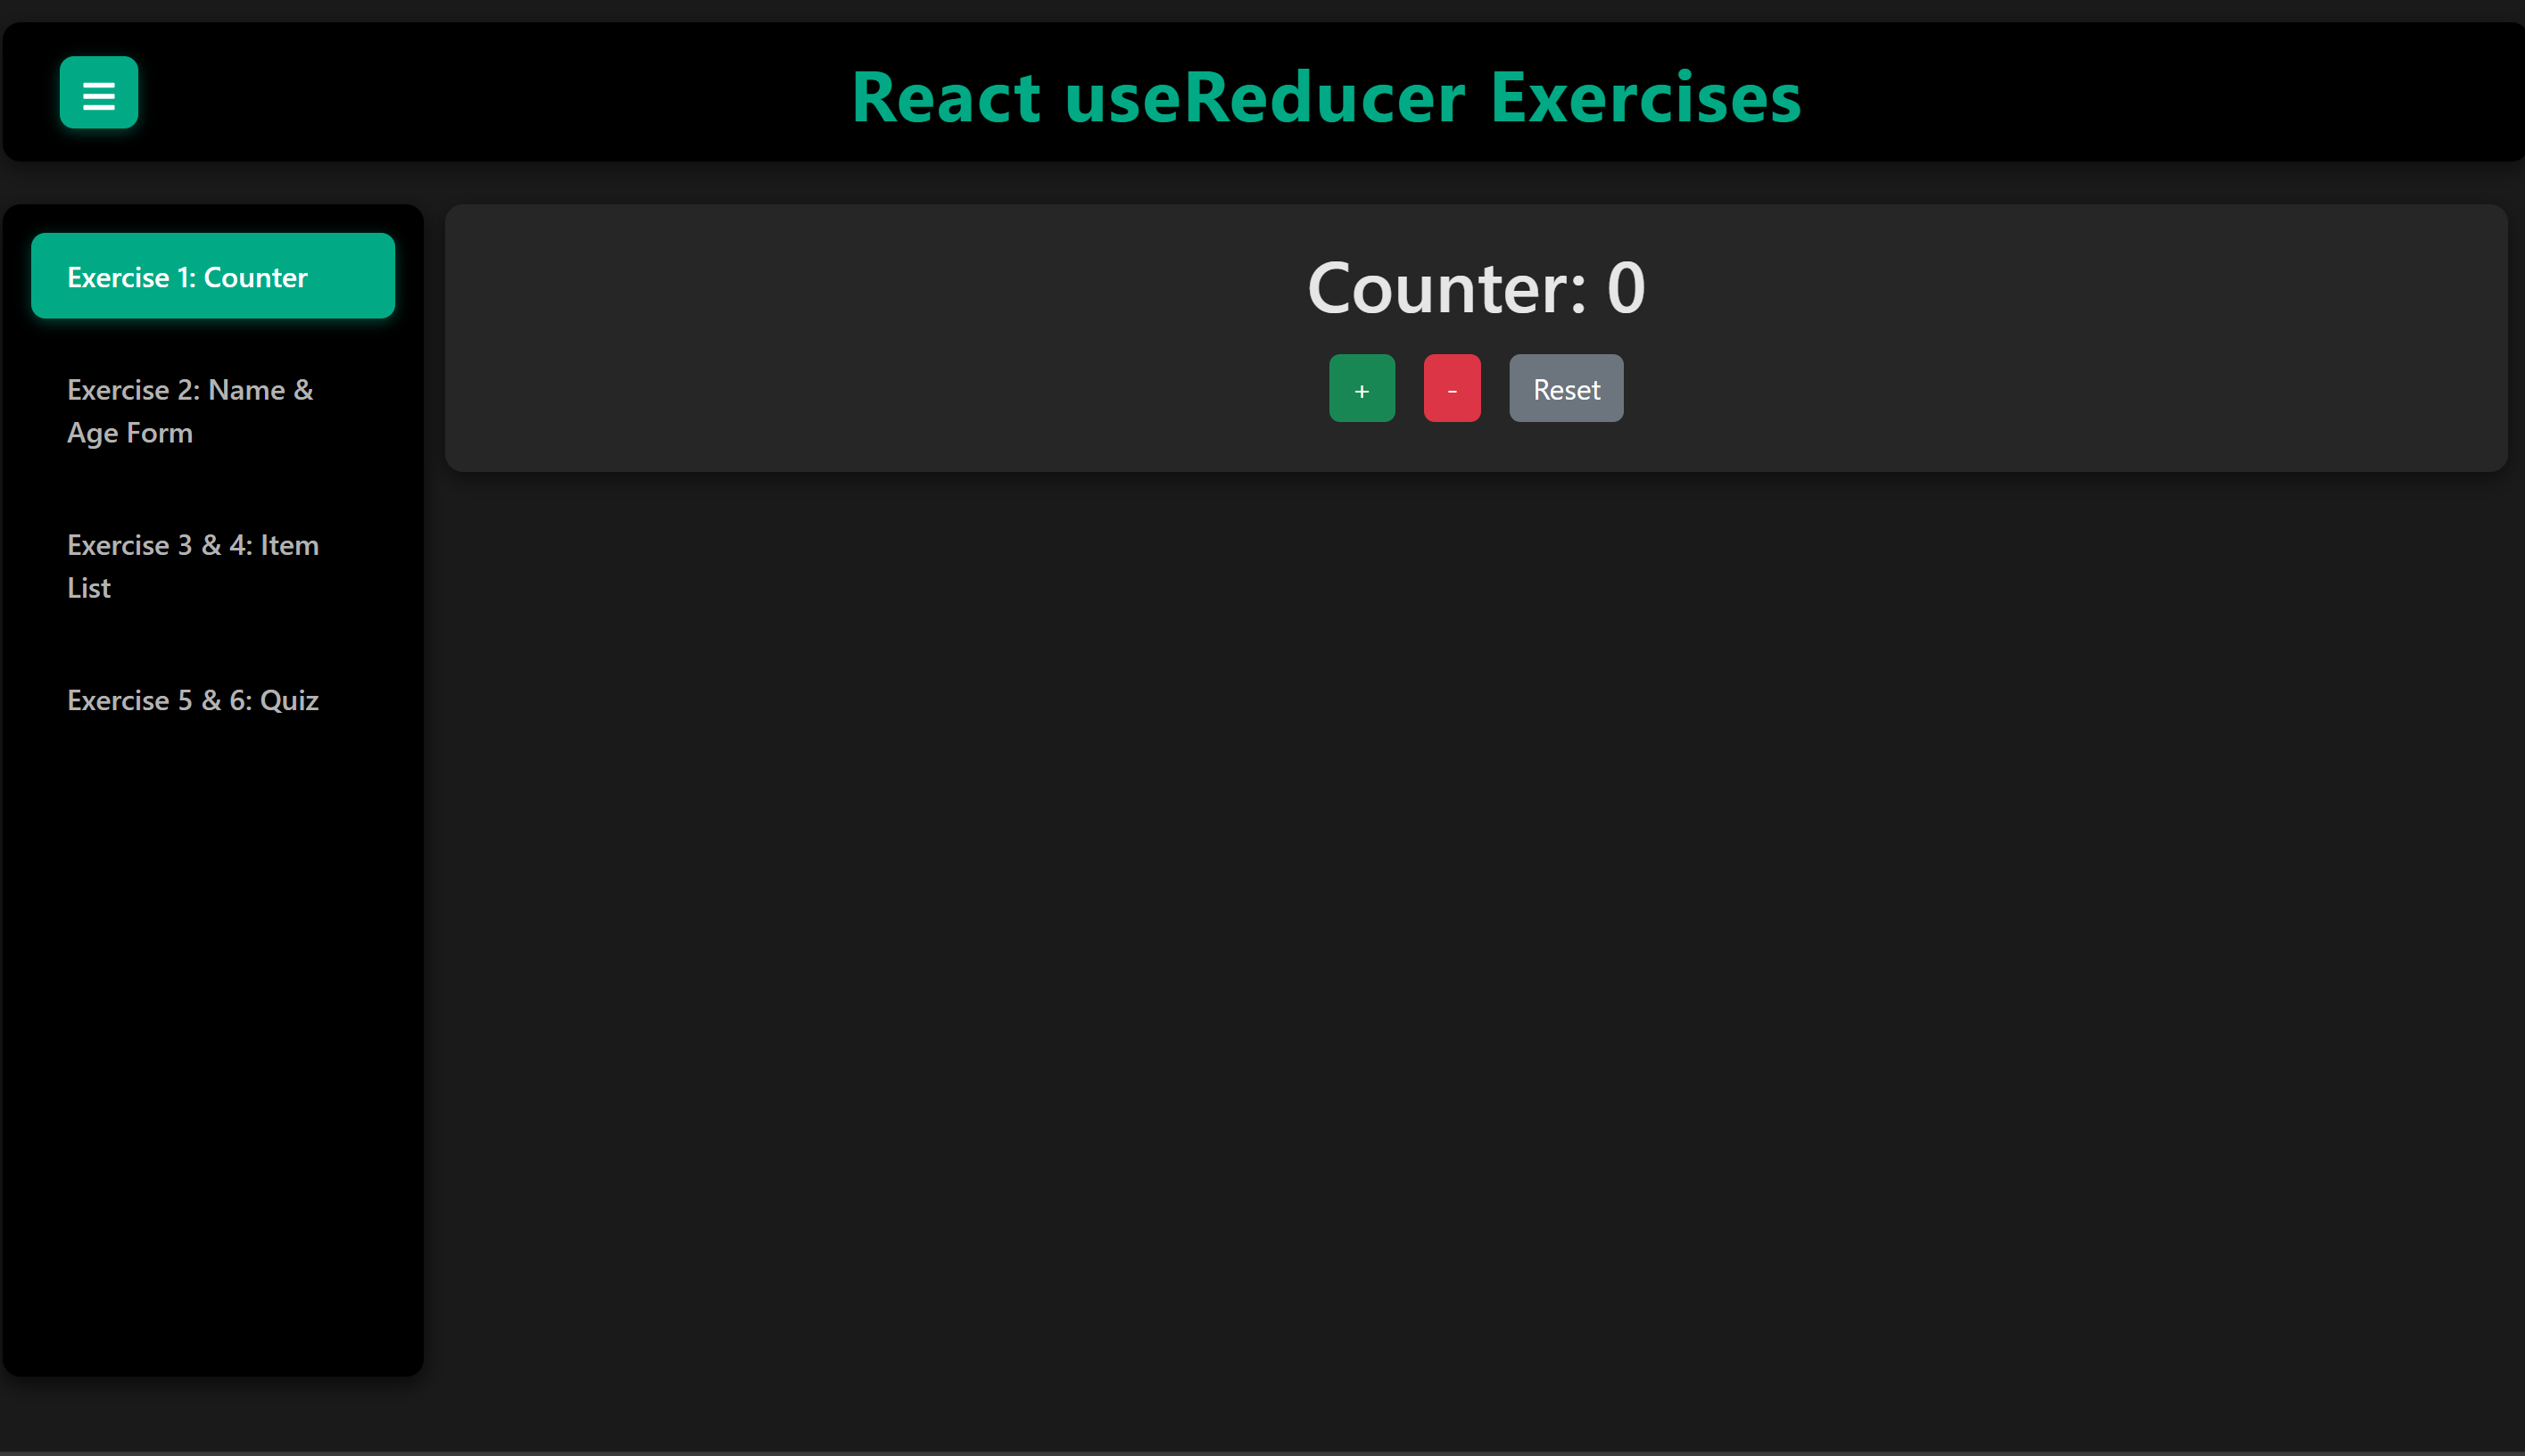 React useReducer Exercises
Exercise 1: Counter
Exercise 2: Name &
Age Form
Exercise 3 & 4: Item
List
Exercise 5 & 6: Quiz
Counter: 0
+ - Reset